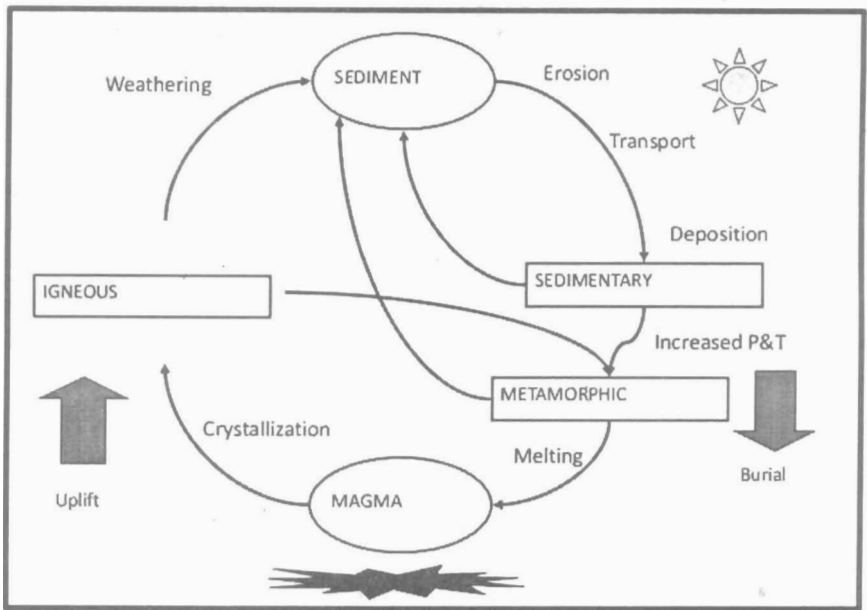 Weathering
SEDIMENT
Erosion
Transport
Deposition
SEDIMENTARY
IGNEOUS
Increased P&T
METAMORPHIC
Crystallization
Melting
Burial
Uplift
MAGMA